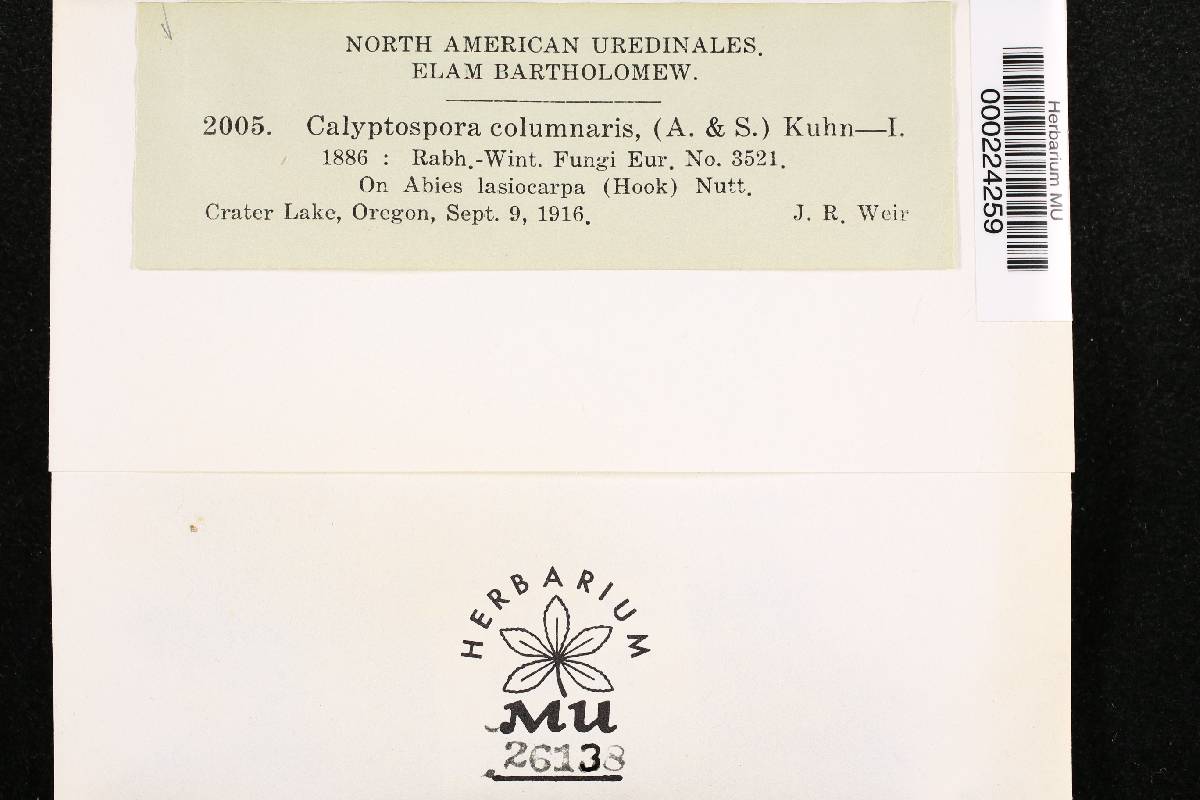 NORTH AMERICAN UREDINALES.
ELAM BARTHOLOMEW.
2005. Calyptospora columnaris, (A. & S.) Kuhn—I.
1886 : Rabh.-Wint. Fungi Eur. No. 3521.
On Abies lasiocarpa (Hook) Nutt.
Crater Lake, Oregon, Sept. 9, 1916. J. R. Weir
Herbarium MU
000224259
HERBARIUM
MU
26138